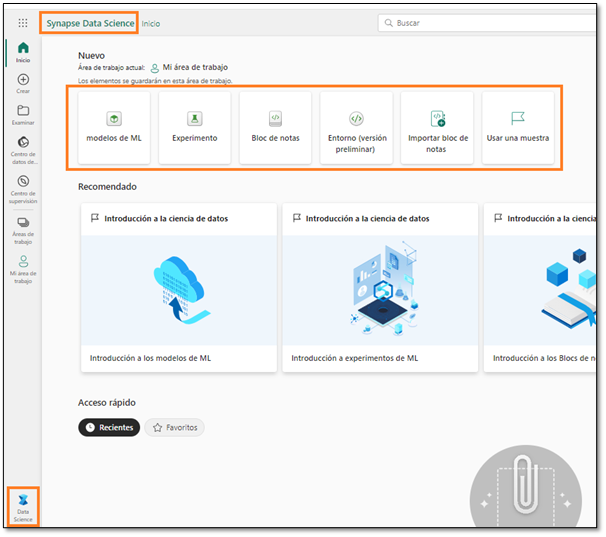 Synapse Data Science Inicio
Buscar
Inicio
Crear
Examinar
Centro de
datos de...
Centro de
supervisión
Áreas de
trabajo
Mi área de
trabajo
Data
Science
Nuevo
Área de trabajo actual: Mi área de trabajo
Los elementos se guardarán en esta área de trabajo.
modelos de ML
Experimento
Bloc de notas
Entorno (versión
preliminar)
Importar bloc de
notas
Usar una muestra
Recomendado
Introducción a la ciencia de datos
Introducción a los modelos de ML
Introducción a la ciencia de datos
Introducción a experimentos de ML
Introducción a la ciencia
Introducción a los Blocs de
Acceso rápido
Recientes
Favoritos